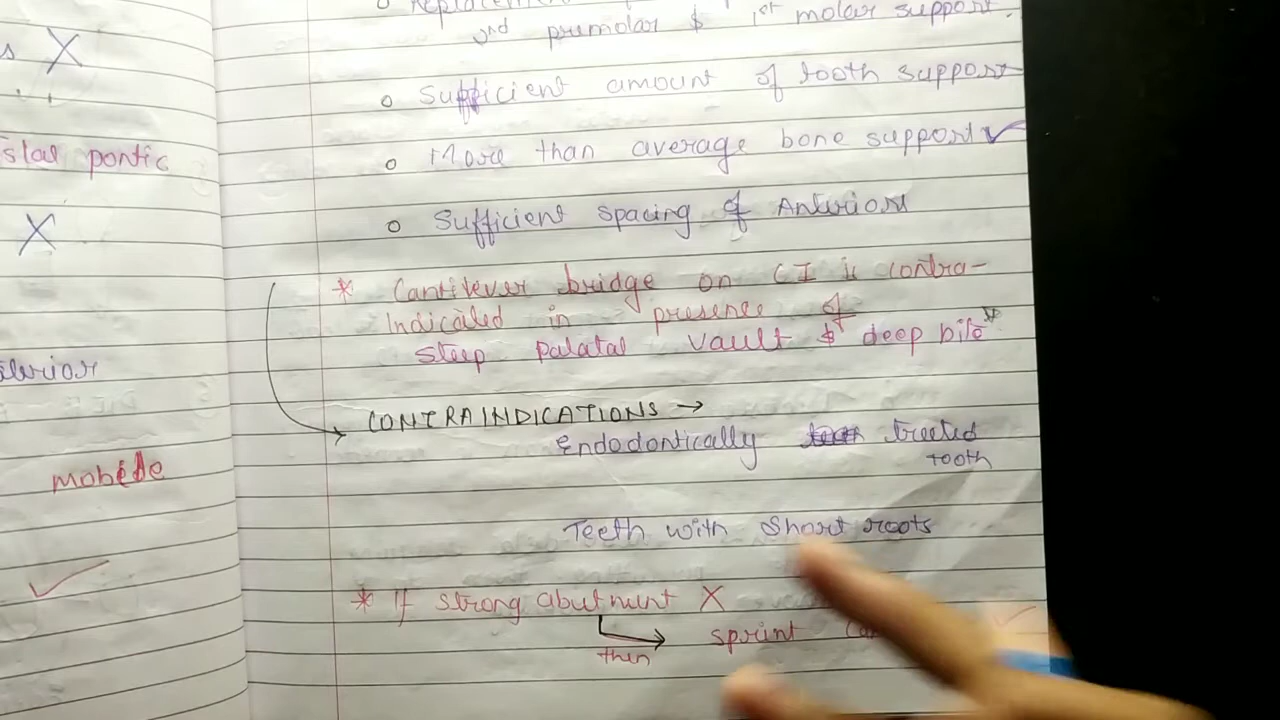 s X
stal pontic
X
mobile
2nd premolar $ 1st molar support.
o Sufficient amount of tooth support
o More than average bone support ✓
o Sufficient spacing of Anteriors
* Cantilever bridge on CI is contra-
Indicated in presence of
steep palatal vault $ deep bite
CONTRAINDICATIONS →
Endodontically treated
tooth
Teeth with short roots
* If strong abutment X
then → sprint